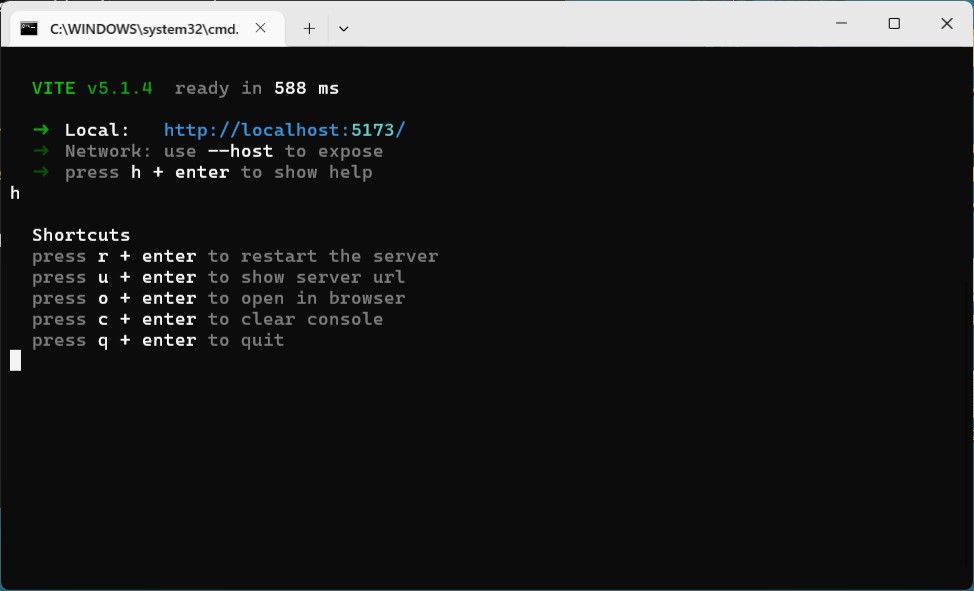 C:\WINDOWS\system32\cmd.
VITE v5.1.4  ready in 588 ms
➜  Local:   http://localhost:5173/
➜  Network: use --host to expose
➜  press h + enter to show help
h
Shortcuts
press r + enter to restart the server
press u + enter to show server url
press o + enter to open in browser
press c + enter to clear console
press q + enter to quit